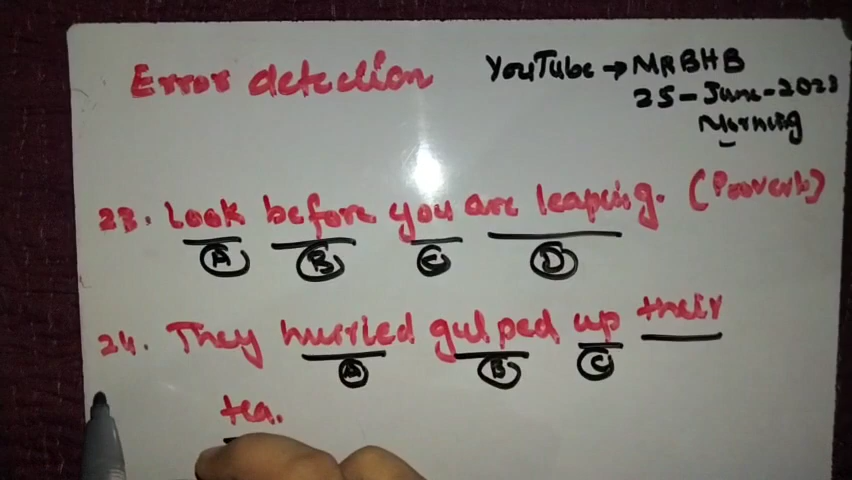 Error detection
YouTube → MRBHB
25-June-2023
Morning
23. Look before you are leaping. (Proverb)
A B C D
24. They hurried gulped up their
A B C
tea.